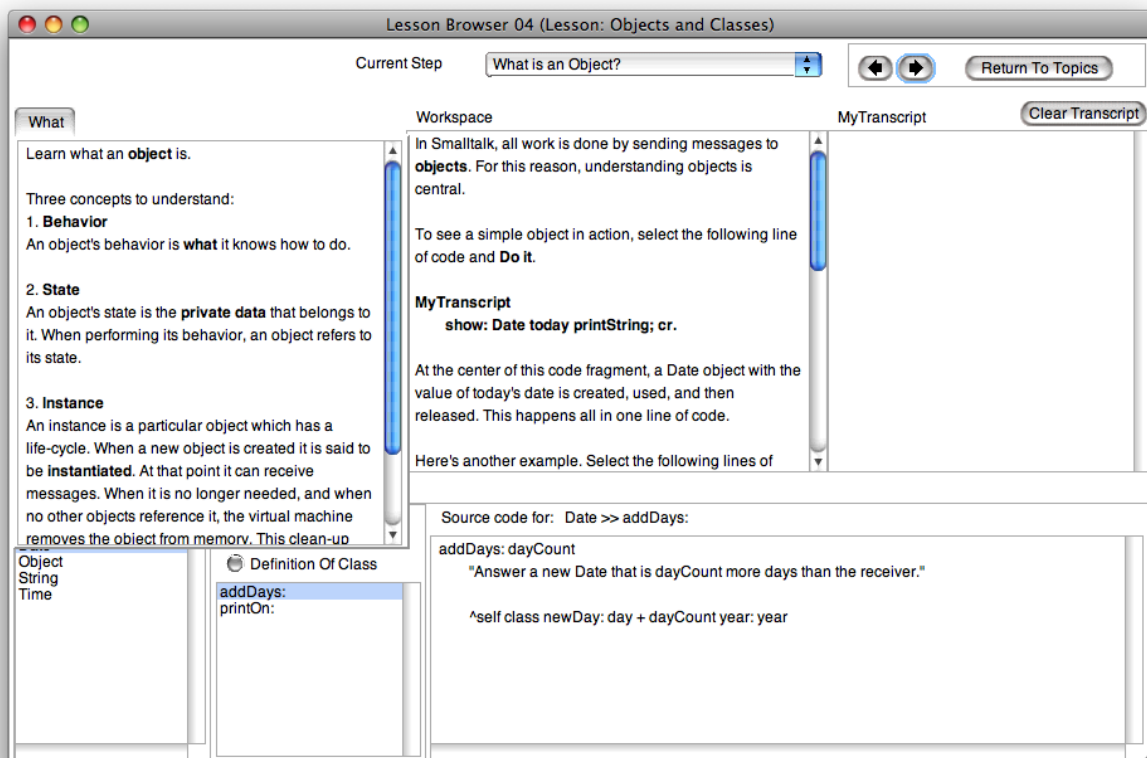 Lesson Browser 04 (Lesson: Objects and Classes)
Current Step
What is an Object?
Return To Topics
What
Learn what an object is.
Three concepts to understand:
1. Behavior
An object's behavior is what it knows how to do.
2. State
An object's state is the private data that belongs to
it. When performing its behavior, an object refers to
its state.
3. Instance
An instance is a particular object which has a
life-cycle. When a new object is created it is said to
be instantiated. At that point it can receive
messages. When it is no longer needed, and when
no other objects reference it, the virtual machine
removes the object from memory. This clean-up
Workspace
In Smalltalk, all work is done by sending messages to
objects. For this reason, understanding objects is
central.
To see a simple object in action, select the following line
of code and Do it.
MyTranscript
show: Date today printString; cr.
At the center of this code fragment, a Date object with the
value of today's date is created, used, and then
released. This happens all in one line of code.
Here's another example. Select the following lines of
MyTranscript
Clear Transcript
Object
String
Time
Definition Of Class
addDays:
printOn:
Source code for: Date >> addDays:
addDays: dayCount
"Answer a new Date that is dayCount more days than the receiver."
^self class newDay: day + dayCount year: year